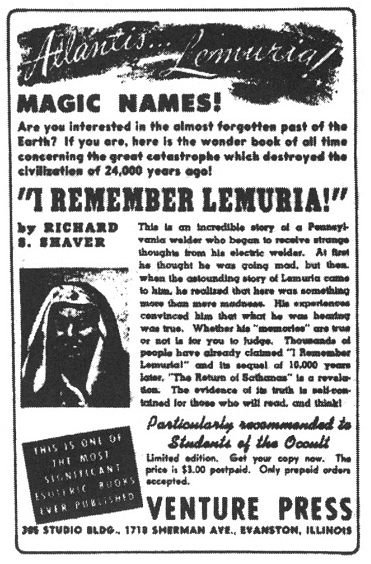 Atlantis... Lemuria!
MAGIC NAMES!
Are you interested in the almost forgotten past of the
Earth? If you are, here is the wonder book of all time
concerning the great catastrophe which destroyed the
civilization of 24,000 years ago!
"I REMEMBER LEMURIA!"
by RICHARD
S. SHAVER
This is an incredible story of a Pennsyl-
vania welder who began to receive strange
thoughts from his electric welder. At first
he thought he was going mad, but then,
when the astounding story of Lemuria came
to him, he realized that here was something
more than mere madness. His experiences
convinced him that what he was hearing
was true. Whether his "memories" are true
or not is for you to judge. Thousands of
people have already claimed "I Remember
Lemuria!" and its sequel of 10,000 years
later, "The Return of Sathanas" is a revela-
tion. The evidence of its truth is self-con-
tained for those who will read, and think!
THIS IS ONE OF
THE MOST
SIGNIFICANT
ESOTERIC BOOKS
EVER PUBLISHED
Particularly recommended to
Students of the Occult
Limited edition. Get your copy now. The
price is $3.00 postpaid. Only prepaid orders
accepted.
VENTURE PRESS
305 STUDIO BLDG., 1718 SHERMAN AVE., EVANSTON, ILLINOIS